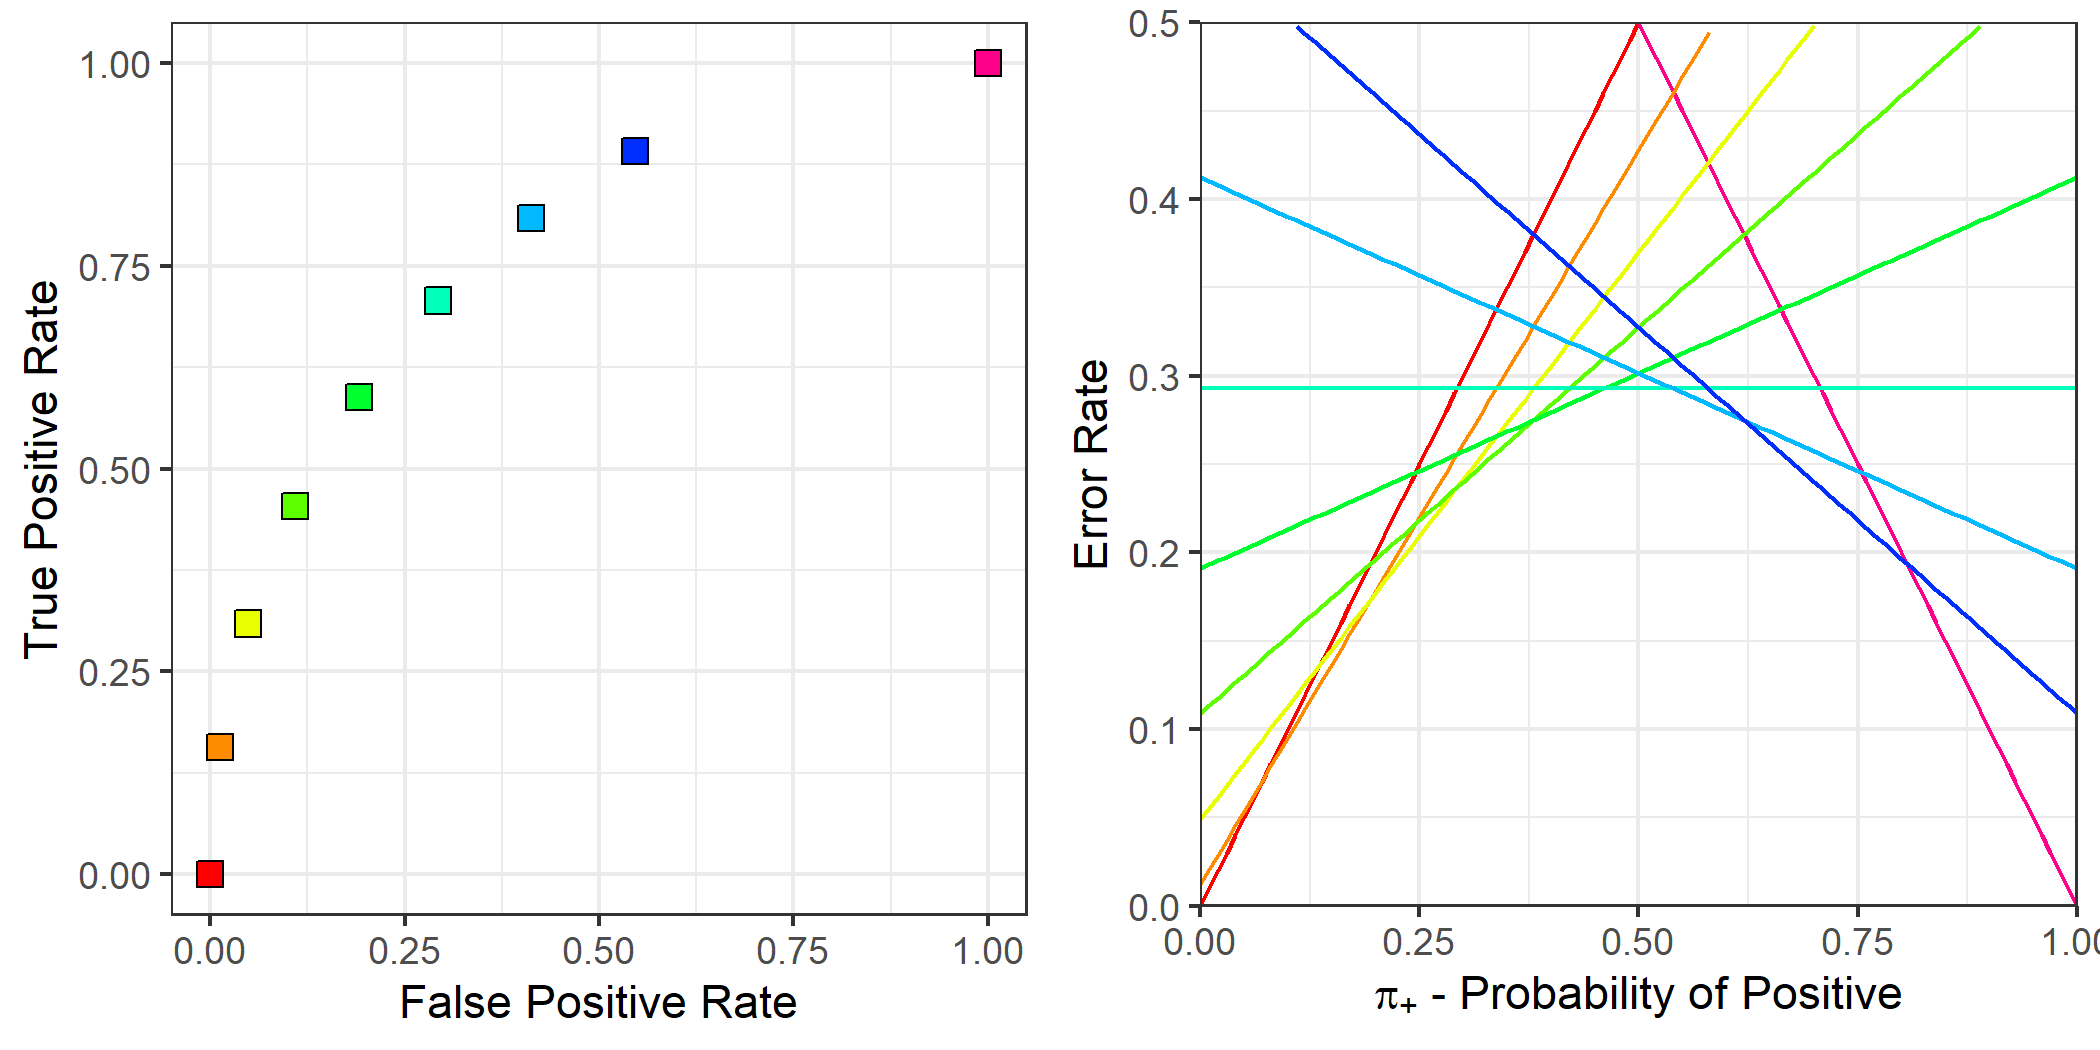 True Positive Rate
1.00
0.75
0.50
0.25
0.00
0.00 0.25 0.50 0.75 1.00
False Positive Rate
Error Rate
0.5
0.4
0.3
0.2
0.1
0.0
0.00 0.25 0.50 0.75 1.00
π+ - Probability of Positive